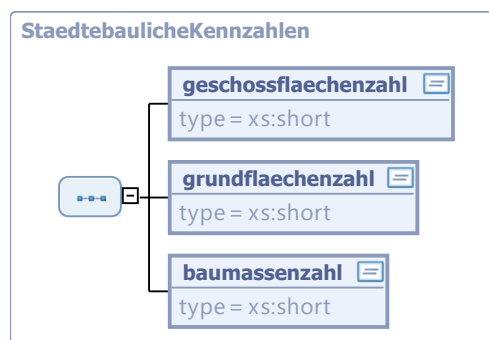 StaedtebaulicheKennzahlen
geschossflaechenzahl
type = xs:short
grundflaechenzahl
type = xs:short
baumassenzahl
type = xs:short